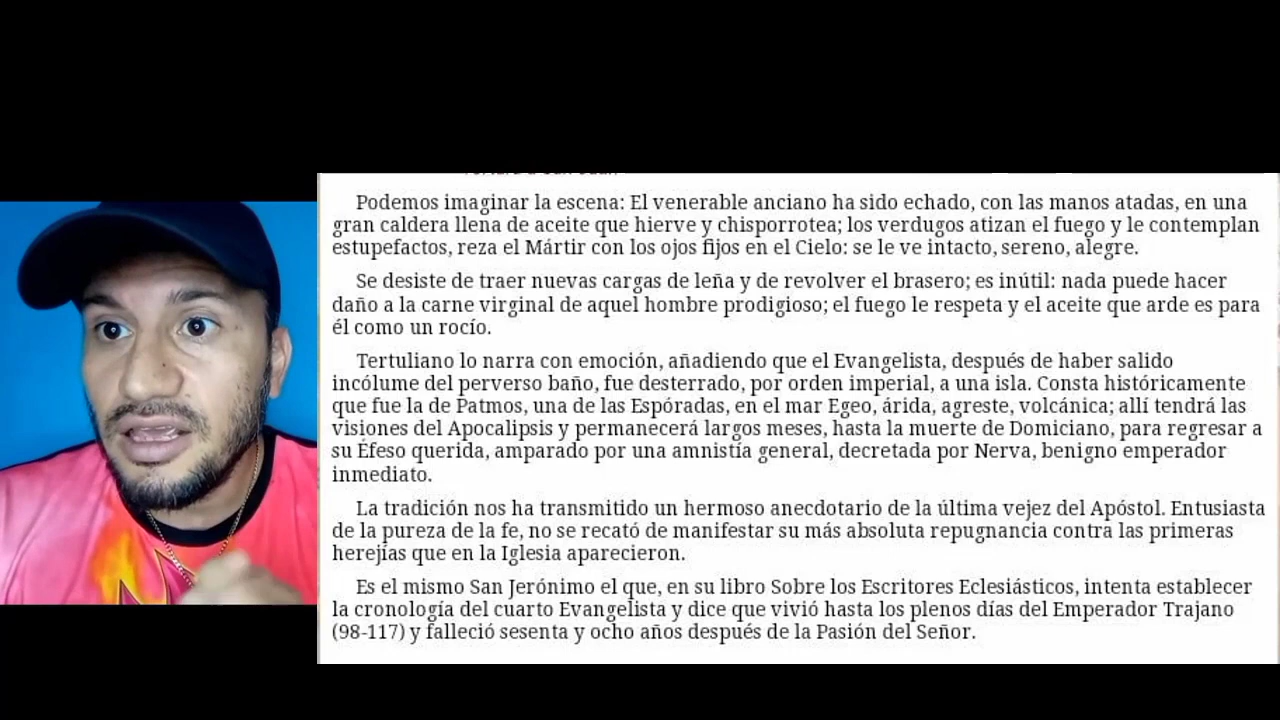 Podemos imaginar la escena: El venerable anciano ha sido echado, con las manos atadas, en una
gran caldera llena de aceite que hierve y chisporrotea; los verdugos atizan el fuego y le contemplan
estupefactos, reza el Mártir con los ojos fijos en el Cielo: se le ve intacto, sereno, alegre.
Se desiste de traer nuevas cargas de leña y de revolver el brasero; es inútil: nada puede hacer
daño a la carne virginal de aquel hombre prodigioso; el fuego le respeta y el aceite que arde es para
él como un rocío.
Tertuliano lo narra con emoción, añadiendo que el Evangelista, después de haber salido
incólume del perverso baño, fue desterrado, por orden imperial, a una isla. Consta históricamente
que fue la de Patmos, una de las Espóradas, en el mar Egeo, árida, agreste, volcánica; allí tendrá las
visiones del Apocalipsis y permanecerá largos meses, hasta la muerte de Domiciano, para regresar a
su Éfeso querida, amparado por una amnistía general, decretada por Nerva, benigno emperador
inmediato.
La tradición nos ha transmitido un hermoso anecdotario de la última vejez del Apóstol. Entusiasta
de la pureza de la fe, no se recató de manifestar su más absoluta repugnancia contra las primeras
herejías que en la Iglesia aparecieron.
Es el mismo San Jerónimo el que, en su libro Sobre los Escritores Eclesiásticos, intenta establecer
la cronología del cuarto Evangelista y dice que vivió hasta los plenos días del Emperador Trajano
(98-117) y falleció sesenta y ocho años después de la Pasión del Señor.